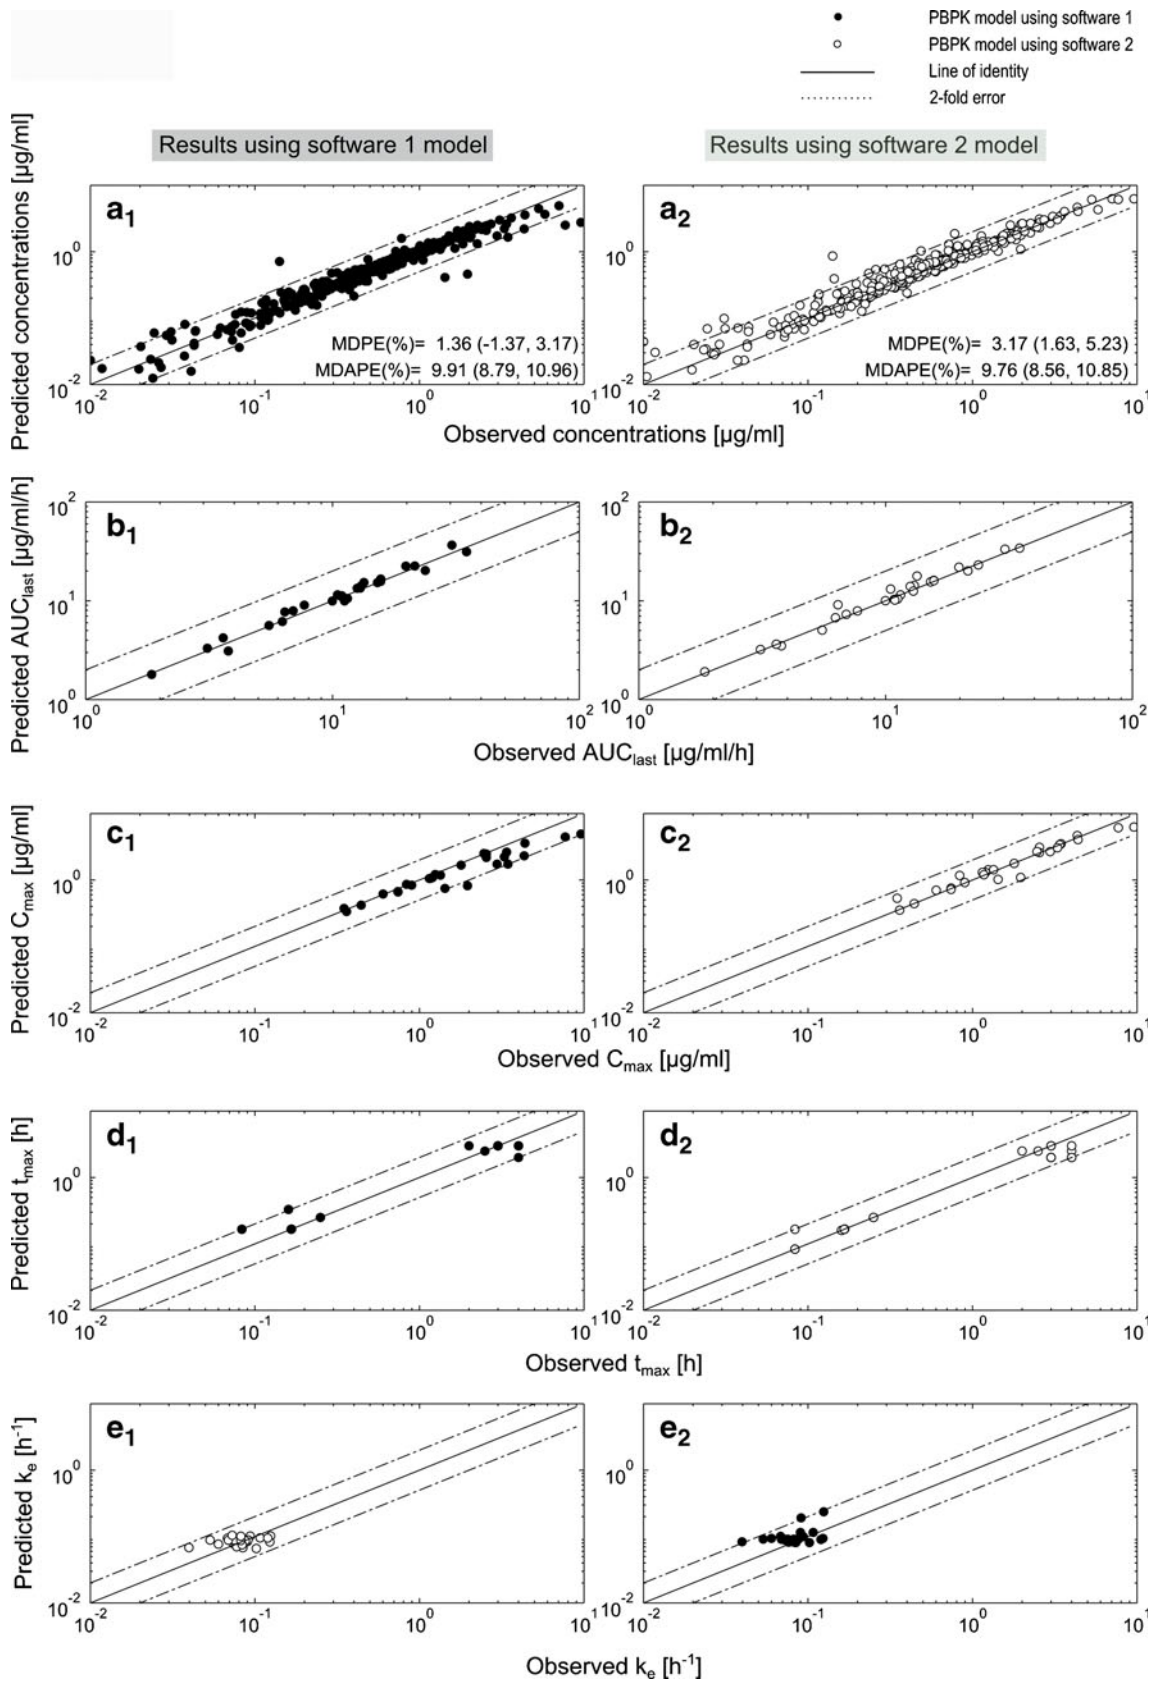 PBPK model using software 1
PBPK model using software 2
Line of identity
2-fold error
Results using software 1 model
Results using software 2 model
Predicted concentrations [µg/ml]
a1
10^0
10^-2
MDPE(%)= 1.36 (-1.37, 3.17)
MDAPE(%)= 9.91 (8.79, 10.96)
10^-2 10^-1 10^0 10^1
a2
10^0
10^-2
MDPE(%)= 3.17 (1.63, 5.23)
MDAPE(%)= 9.76 (8.56, 10.85)
10^-2 10^-1 10^0 10^1
Observed concentrations [µg/ml]
Predicted AUClast [µg/ml/h]
b1
10^2
10^1
10^0
10^0 10^1 10^2
b2
10^2
10^1
10^0
10^0 10^1 10^2
Observed AUClast [µg/ml/h]
Predicted Cmax [µg/ml]
c1
10^0
10^-2
10^-2 10^-1 10^0 10^1
c2
10^0
10^-2
10^-2 10^-1 10^0 10^1
Observed Cmax [µg/ml]
Predicted tmax [h]
d1
10^0
10^-2
10^-2 10^-1 10^0 10^1
d2
10^0
10^-2
10^-2 10^-1 10^0 10^1
Observed tmax [h]
Predicted ke [h^-1]
e1
10^0
10^-2
10^-2 10^-1 10^0 10^1
e2
10^0
10^-2
10^-2 10^-1 10^0 10^1
Observed ke [h^-1]